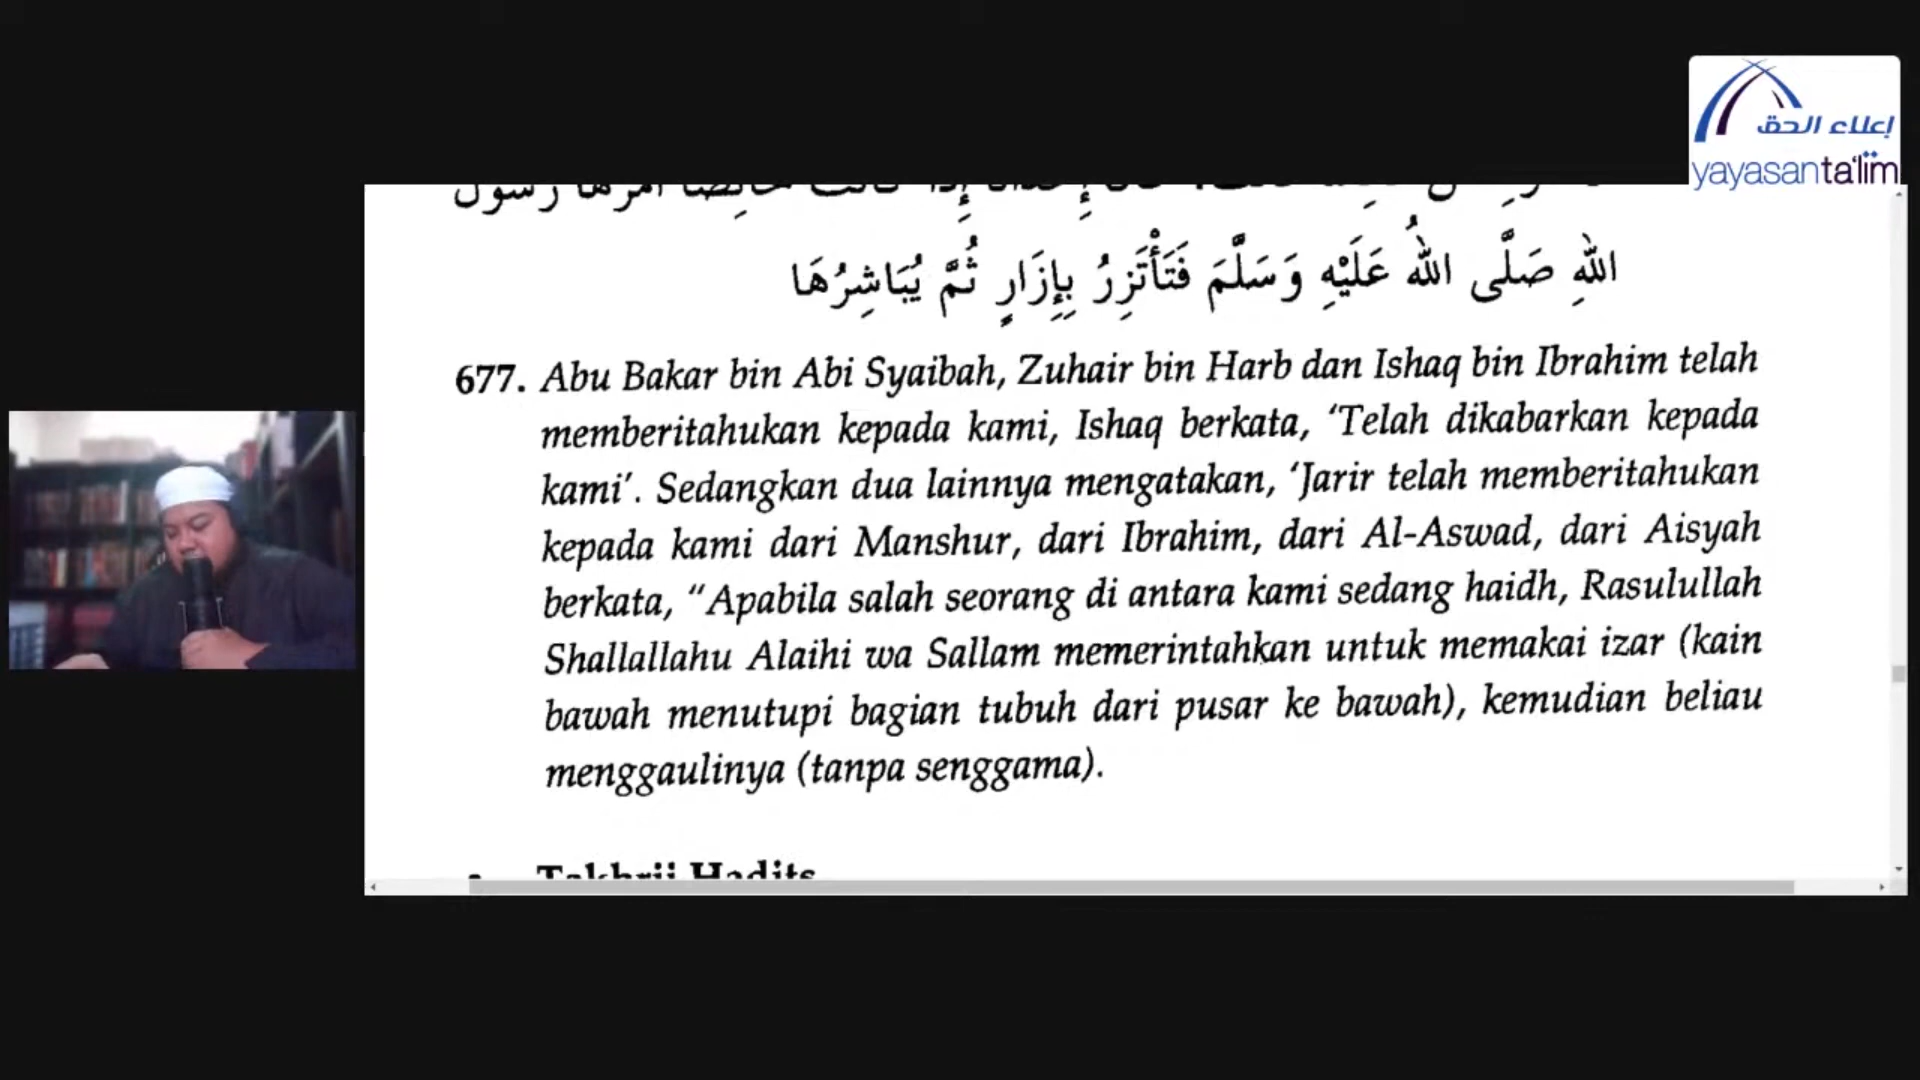 إعلاء الحق
yayasanta'lim
اللهِ صَلَّى اللهُ عَلَيْهِ وَسَلَّمَ فَتَأْتَزِرُ بِإِزَارٍ ثُمَّ يُبَاشِرُهَا
677. Abu Bakar bin Abi Syaibah, Zuhair bin Harb dan Ishaq bin Ibrahim telah
memberitahukan kepada kami, Ishaq berkata, ‘Telah dikabarkan kepada
kami’. Sedangkan dua lainnya mengatakan, ‘Jarir telah memberitahukan
kepada kami dari Manshur, dari Ibrahim, dari Al-Aswad, dari Aisyah
berkata, “Apabila salah seorang di antara kami sedang haidh, Rasulullah
Shallallahu Alaihi wa Sallam memerintahkan untuk memakai izar (kain
bawah menutupi bagian tubuh dari pusar ke bawah), kemudian beliau
menggaulinya (tanpa senggama).
Takhrij Hadits